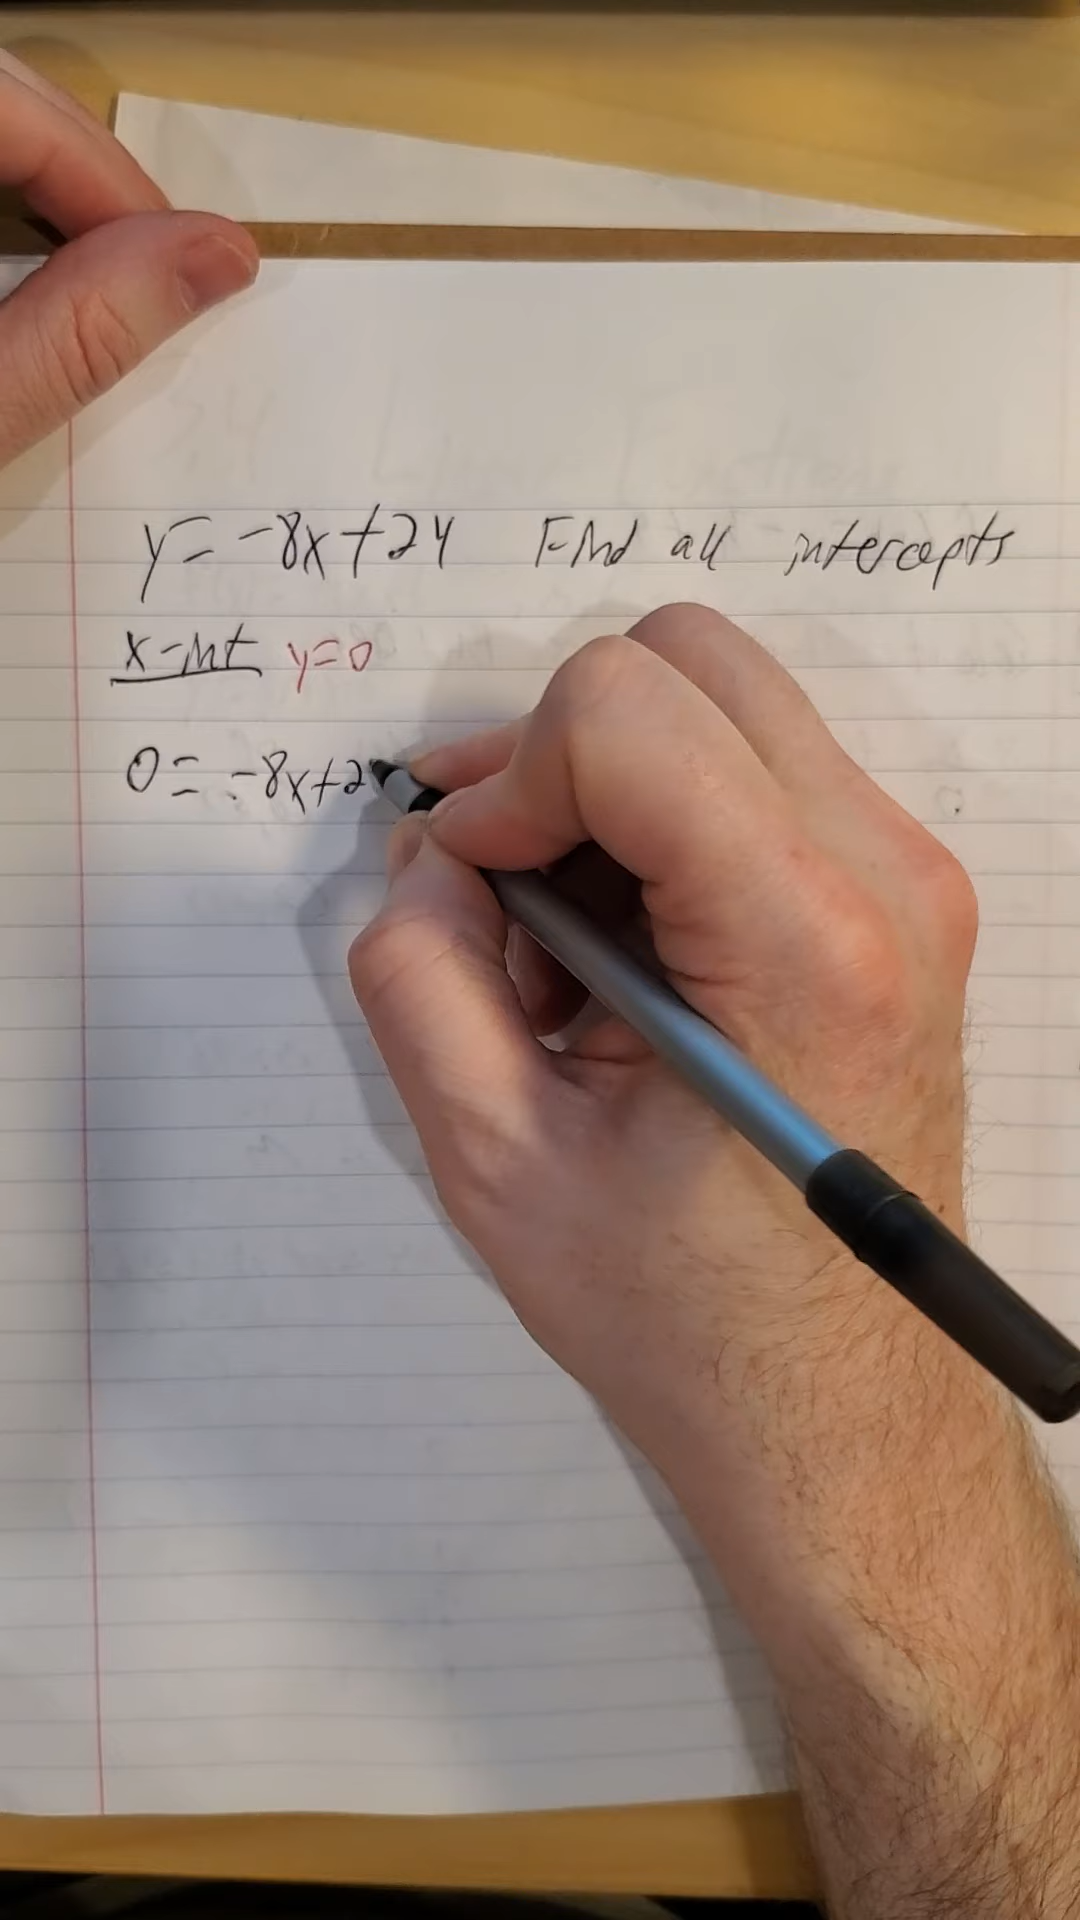 y = -8x+24 Find all intercepts
x-int y=0
0 = -8x+2